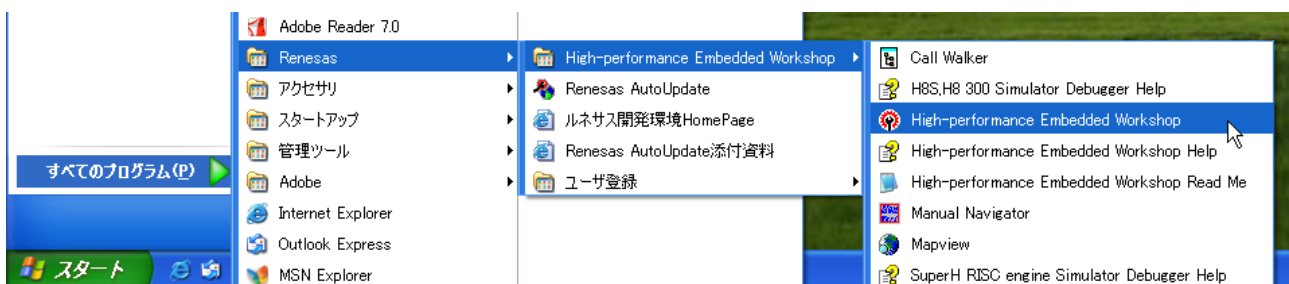 Adobe Reader 7.0
Renesas
アクセサリ
スタートアップ
管理ツール
Adobe
Internet Explorer
Outlook Express
MSN Explorer
High-performance Embedded Workshop
Renesas AutoUpdate
ルネサス開発環境HomePage
Renesas AutoUpdate添付資料
ユーザ登録
Call Walker
H8S,H8 300 Simulator Debugger Help
High-performance Embedded Workshop
High-performance Embedded Workshop Help
High-performance Embedded Workshop Read Me
Manual Navigator
Mapview
SuperH RISC engine Simulator Debugger Help
すべてのプログラム(P)
スタート